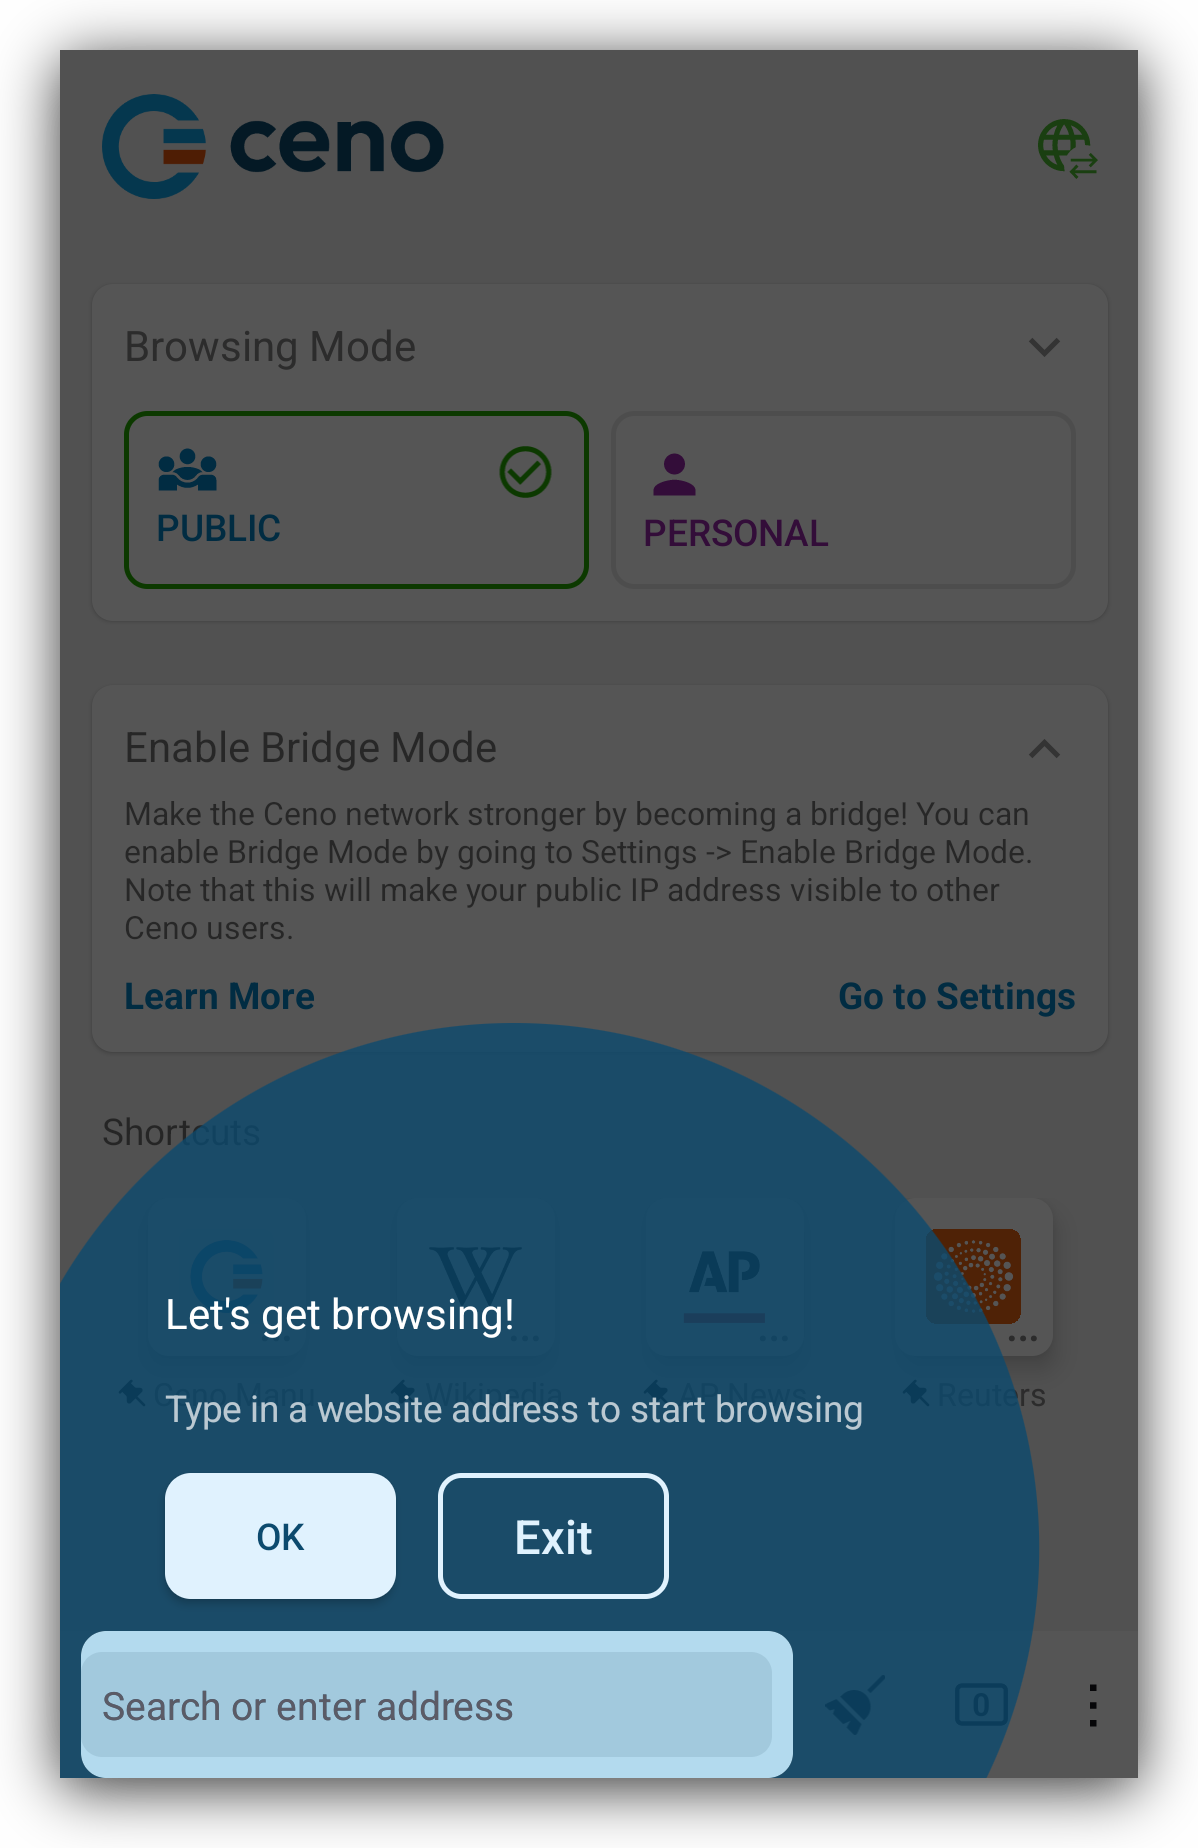 ceno
Browsing Mode
PUBLIC
PERSONAL
Enable Bridge Mode
Make the Ceno network stronger by becoming a bridge! You can
enable Bridge Mode by going to Settings -> Enable Bridge Mode.
Note that this will make your public IP address visible to other
Ceno users.
Learn More
Go to Settings
Shortcuts
W
AP
Let's get browsing!
Ceno Manu
Wikipedia
AP News
Reuters
Type in a website address to start browsing
OK
Exit
Search or enter address
0